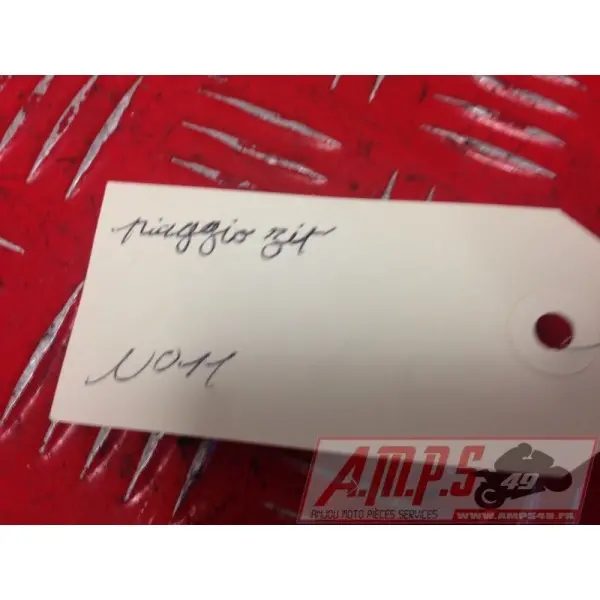 piaggio zip
N011
A.M.P.S
49
ANJOU MOTO PIÈCES SERVICES
WWW.AMPS49.FR